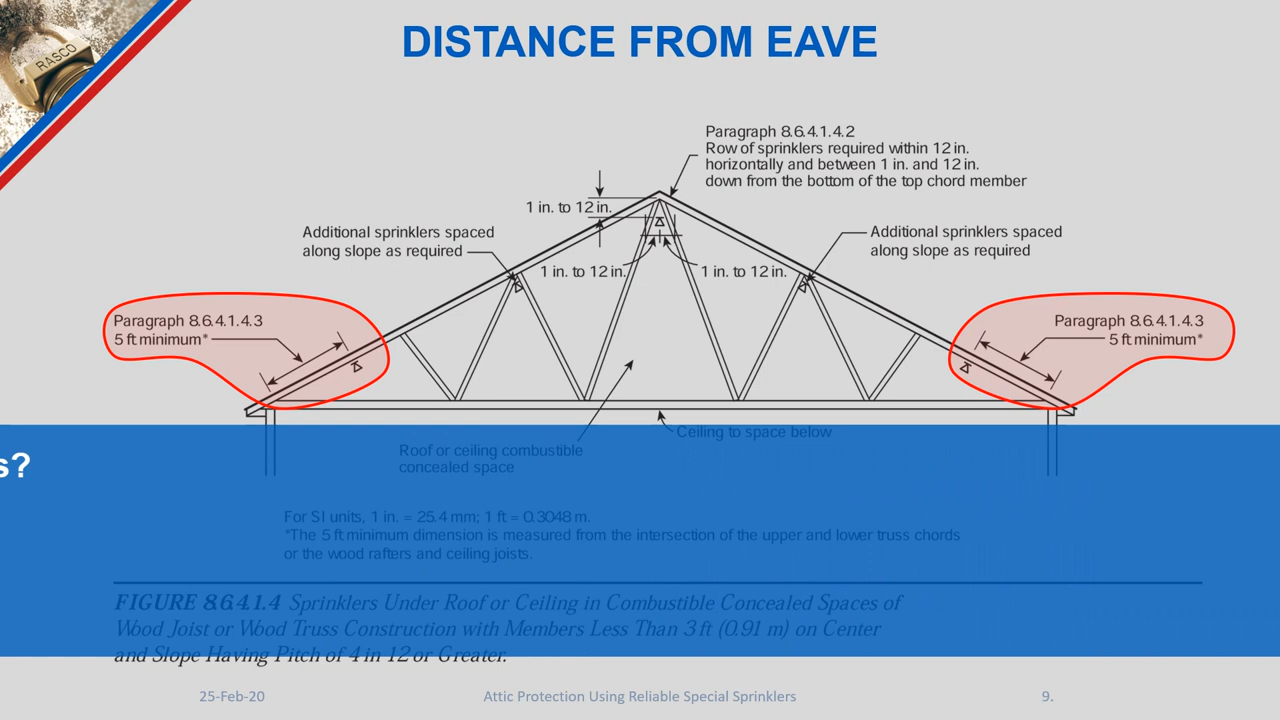 RASCO
DISTANCE FROM EAVE
Paragraph 8.6.4.1.4.2
Row of sprinklers required within 12 in.
horizontally and between 1 in. and 12 in.
down from the bottom of the top chord member
1 in. to 12 in.
Additional sprinklers spaced
along slope as required
Additional sprinklers spaced
along slope as required
1 in. to 12 in.
1 in. to 12 in.
Paragraph 8.6.4.1.4.3
5 ft minimum*
Paragraph 8.6.4.1.4.3
5 ft minimum*
Ceiling to space below
Roof or ceiling combustible
concealed space
s?
For SI units, 1 in. = 25.4 mm; 1 ft = 0.3048 m.
*The 5 ft minimum dimension is measured from the intersection of the upper and lower truss chords
or the wood rafters and ceiling joists.
FIGURE 8.6.4.1.4 Sprinklers Under Roof or Ceiling in Combustible Concealed Spaces of
Wood Joist or Wood Truss Construction with Members Less Than 3 ft (0.91 m) on Center
and Slope Having Pitch of 4 in 12 or Greater.
25-Feb-20
Attic Protection Using Reliable Special Sprinklers
9.